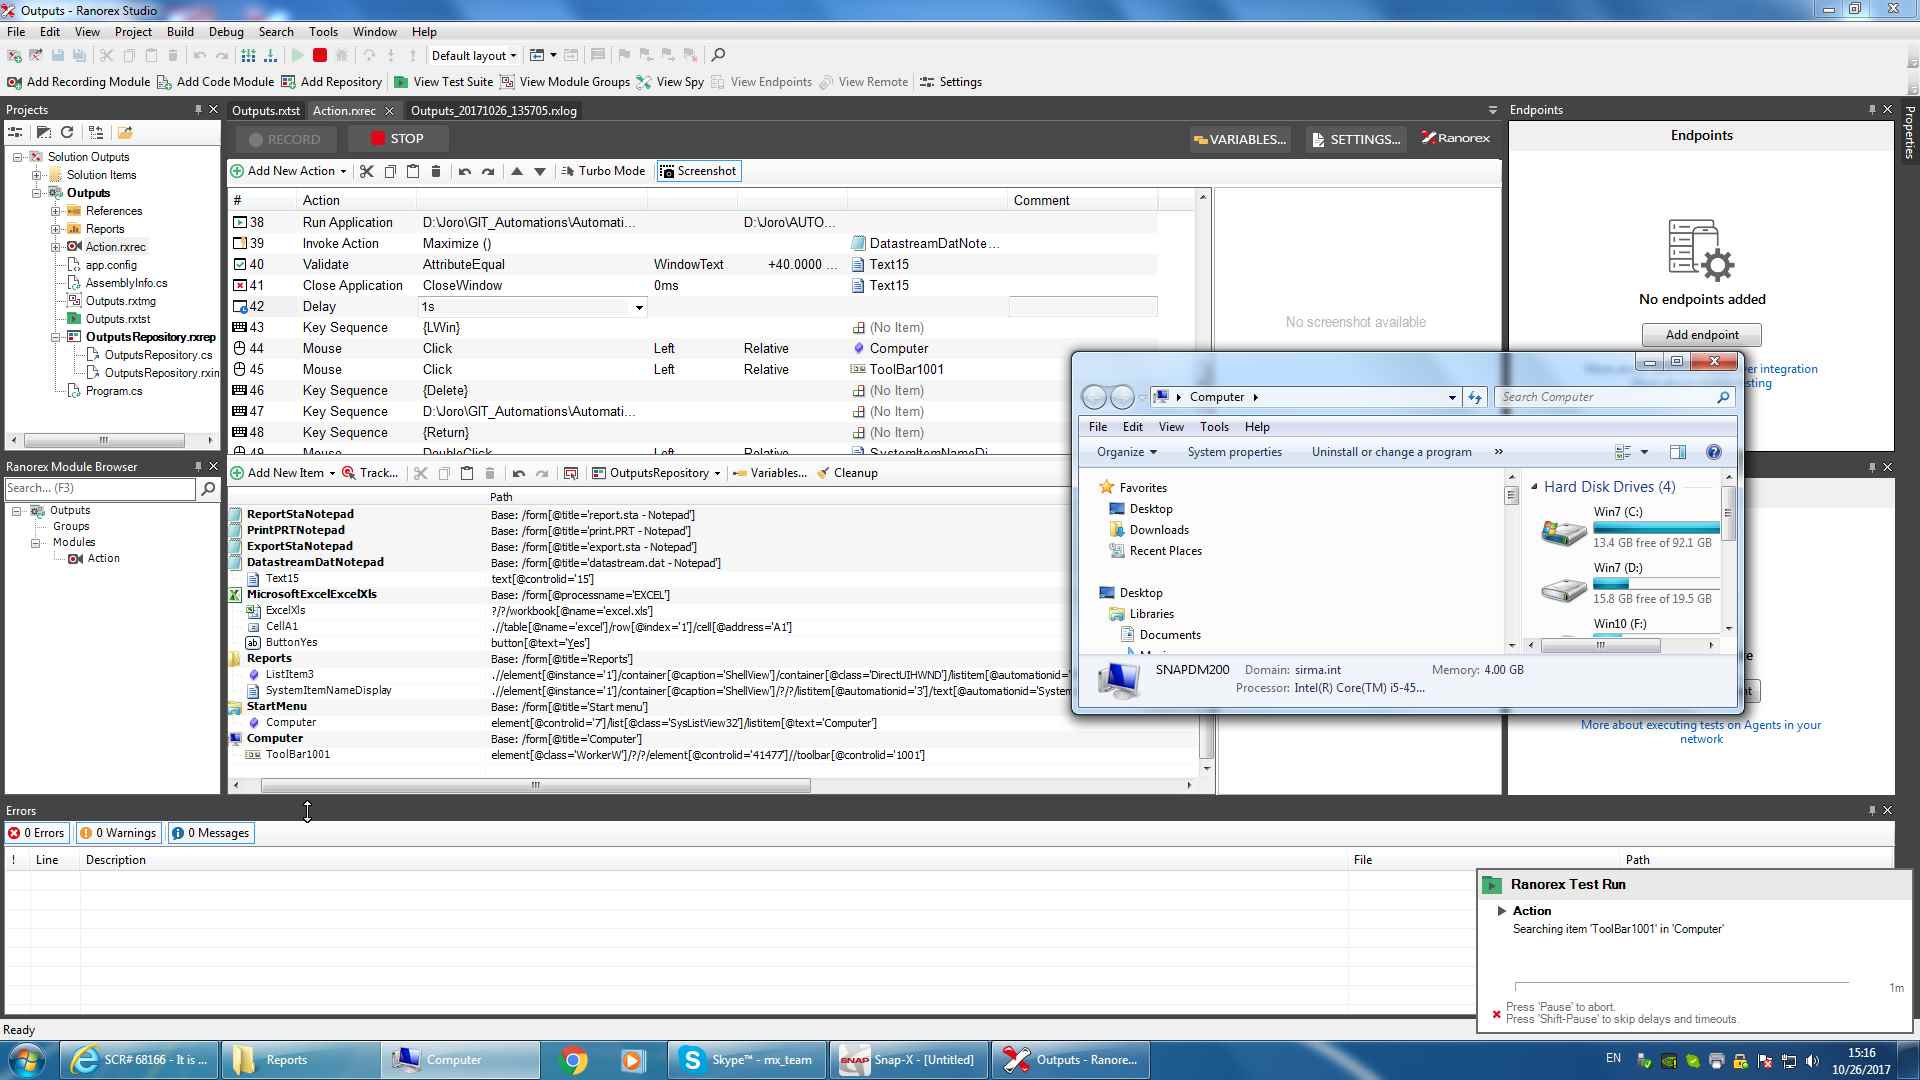 Outputs - Ranorex Studio
File Edit View Project Build Debug Search Tools Window Help
Default layout
Add Recording Module Add Code Module Add Repository View Test Suite View Module Groups View Spy View Endpoints View Remote Settings
Projects
Solution Outputs
Solution Items
Outputs
References
Reports
Action.rxrec
app.config
AssemblyInfo.cs
Outputs.rxtmg
Outputs.rxtst
OutputsRepository.rxrep
OutputsRepository.cs
OutputsRepository.rxin
Program.cs
Ranorex Module Browser
Search... (F3)
Outputs
Groups
Modules
Action
Outputs.rxtst Action.rxrec Outputs_20171026_135705.rxlog
RECORD STOP VARIABLES... SETTINGS... Ranorex
Add New Action Turbo Mode Screenshot
# Action Comment
38 Run Application D:\Joro\GIT_Automations\Automati... D:\Joro\AUTO...
39 Invoke Action Maximize () DatastreamDatNote...
40 Validate AttributeEqual WindowText +40.0000 ... Text15
41 Close Application CloseWindow 0ms Text15
42 Delay 1s
43 Key Sequence {LWin} (No Item)
44 Mouse Click Left Relative Computer
45 Mouse Click Left Relative ToolBar1001
46 Key Sequence {Delete} (No Item)
47 Key Sequence D:\Joro\GIT_Automations\Automati... (No Item)
48 Key Sequence {Return} (No Item)
49 Mouse DoubleClick Left Relative SystemItemNameDi
No screenshot available
Add New Item Track... OutputsRepository Variables... Cleanup
Path
ReportStaNotepad Base: /form[@title='report.sta - Notepad']
PrintPRTNotepad Base: /form[@title='print.PRT - Notepad']
ExportStaNotepad Base: /form[@title='export.sta - Notepad']
DatastreamDatNotepad Base: /form[@title='datastream.dat - Notepad']
Text15 text[@controlid='15']
MicrosoftExcelExcelXls Base: /form[@processname='EXCEL']
ExcelXls ?/?/workbook[@name='excel.xls']
CellA1 .//table[@name='excel']/row[@index='1']/cell[@address='A1']
ButtonYes button[@text='Yes']
Reports Base: /form[@title='Reports']
ListItem3 .//element[@instance='1']/container[@caption='ShellView']/container[@class='DirectUIHWND']/listitem[@autom
SystemItemNameDisplay .//element[@instance='1']/container[@caption='ShellView']/?/?/listitem[@automationid='3']/text[@automationid='System
StartMenu Base: /form[@title='Start menu']
Computer element[@controlid='7']/list[@class='SysListView32']/listitem[@text='Computer']
Computer Base: /form[@title='Computer']
ToolBar1001 element[@class='WorkerW']/?/?/element[@controlid='41477']//toolbar[@controlid='1001']
Endpoints
Endpoints
No endpoints added
Add endpoint
er integration
ting
More about executing tests on Agents in your
network
Properties
Computer
Search Computer
File Edit View Tools Help
Organize System properties Uninstall or change a program »
Favorites
Desktop
Downloads
Recent Places
Desktop
Libraries
Documents
Hard Disk Drives (4)
Win7 (C:)
13.4 GB free of 92.1 GB
Win7 (D:)
15.8 GB free of 19.5 GB
Win10 (F:)
SNAPDM200 Domain: sirma.int Memory: 4.00 GB
Processor: Intel(R) Core(TM) i5-45...
Errors
0 Errors 0 Warnings 0 Messages
! Line Description File Path
Ranorex Test Run
Action
Searching item 'ToolBar1001' in 'Computer'
1m
Press 'Pause' to abort.
Press 'Shift-Pause' to skip delays and timeouts.
Ready
SCR# 68166 - It is ... Reports Computer Skype™ - mx_team Snap-X - [Untitled] Outputs - Ranore... EN 15:16
10/26/2017